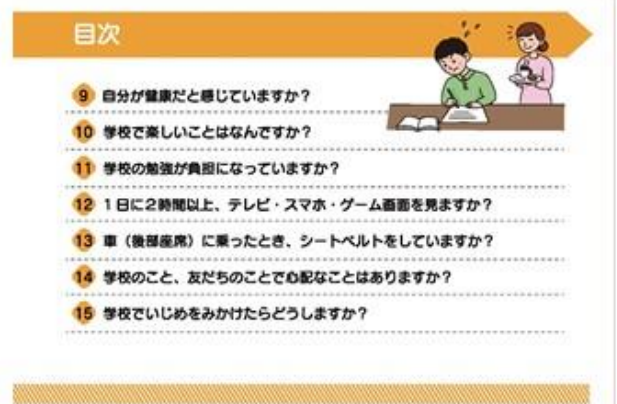 目次
9 自分が健康だと感じていますか？
10 学校で楽しいことはなんですか？
11 学校の勉強が負担になっていますか？
12 1日に2時間以上、テレビ・スマホ・ゲーム画面を見ますか？
13 車（後部座席）に乗ったとき、シートベルトをしていますか？
14 学校のこと、友だちのことで心配なことはありますか？
15 学校でいじめをみかけたらどうしますか？